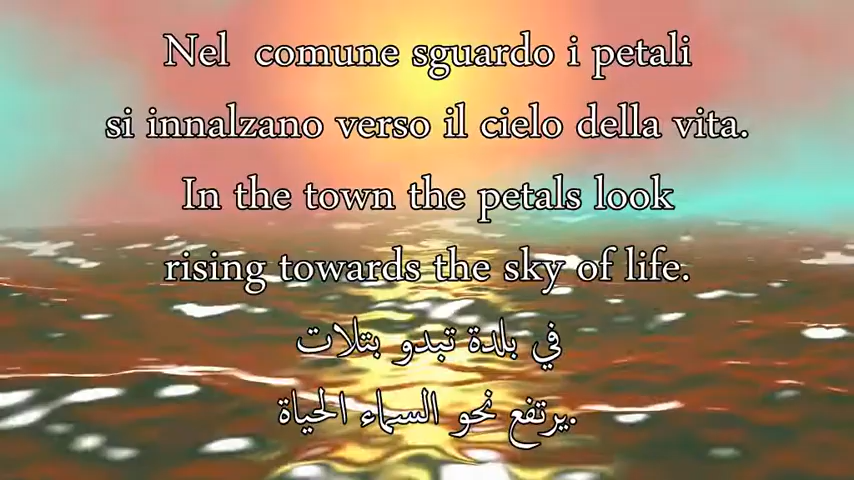 Nel comune sguardo i petali
si innalzano verso il cielo della vita.
In the town the petals look
rising towards the sky of life.
في بلدة تبدو بتلات
يرتفع نحو السماء الحياة.